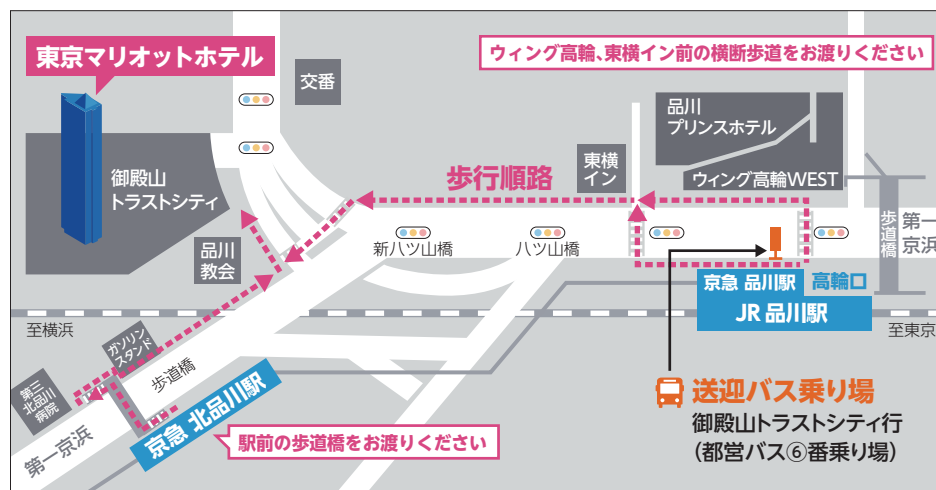 東京マリオットホテル
ウィング高輪、東横イン前の横断歩道をお渡りください
交番
品川
プリンスホテル
御殿山
トラストシティ
東横
イン
歩行順路
ウィング高輪WEST
歩道橋
第一
京浜
品川
教会
新八ツ山橋
八ツ山橋
京急 品川駅
高輪口
JR 品川駅
至横浜
至東京
ガソリン
スタンド
歩道橋
第三
北品川
病院
京急 北品川駅
第一京浜
駅前の歩道橋をお渡りください
送迎バス乗り場
御殿山トラストシティ行
（都営バス⑥番乗り場）